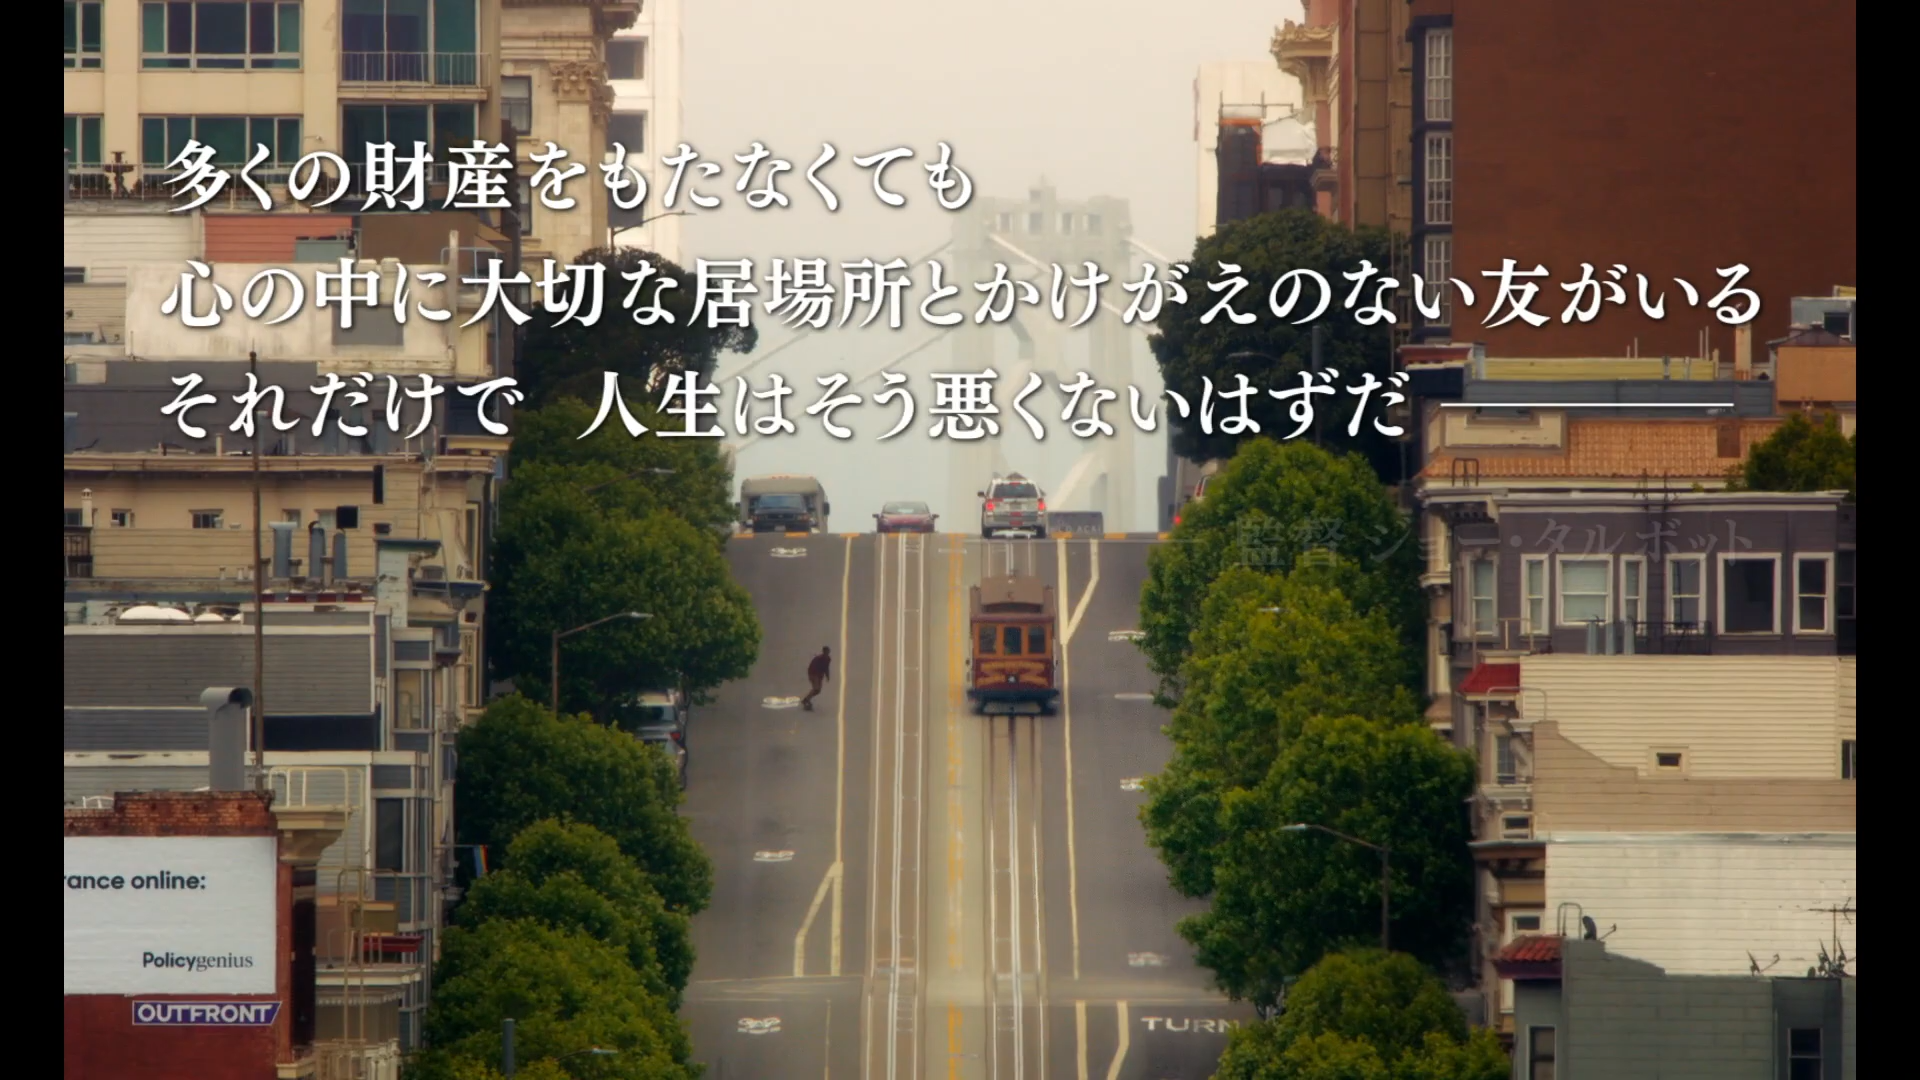 多くの財産をもたなくても
心の中に大切な居場所とかけがえのない友がいる
それだけで 人生はそう悪くないはずだ ―――
― 監督 ジョー・タルボット
rance online:
Policygenius
OUTFRONT
TURN